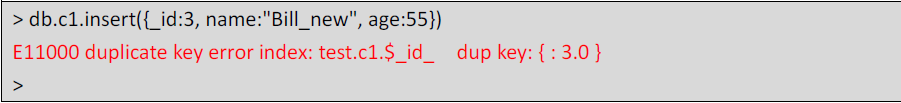 > db.c1.insert({_id:3, name:"Bill_new", age:55})
E11000 duplicate key error index: test.c1.$_id_    dup key: { : 3.0 }
>